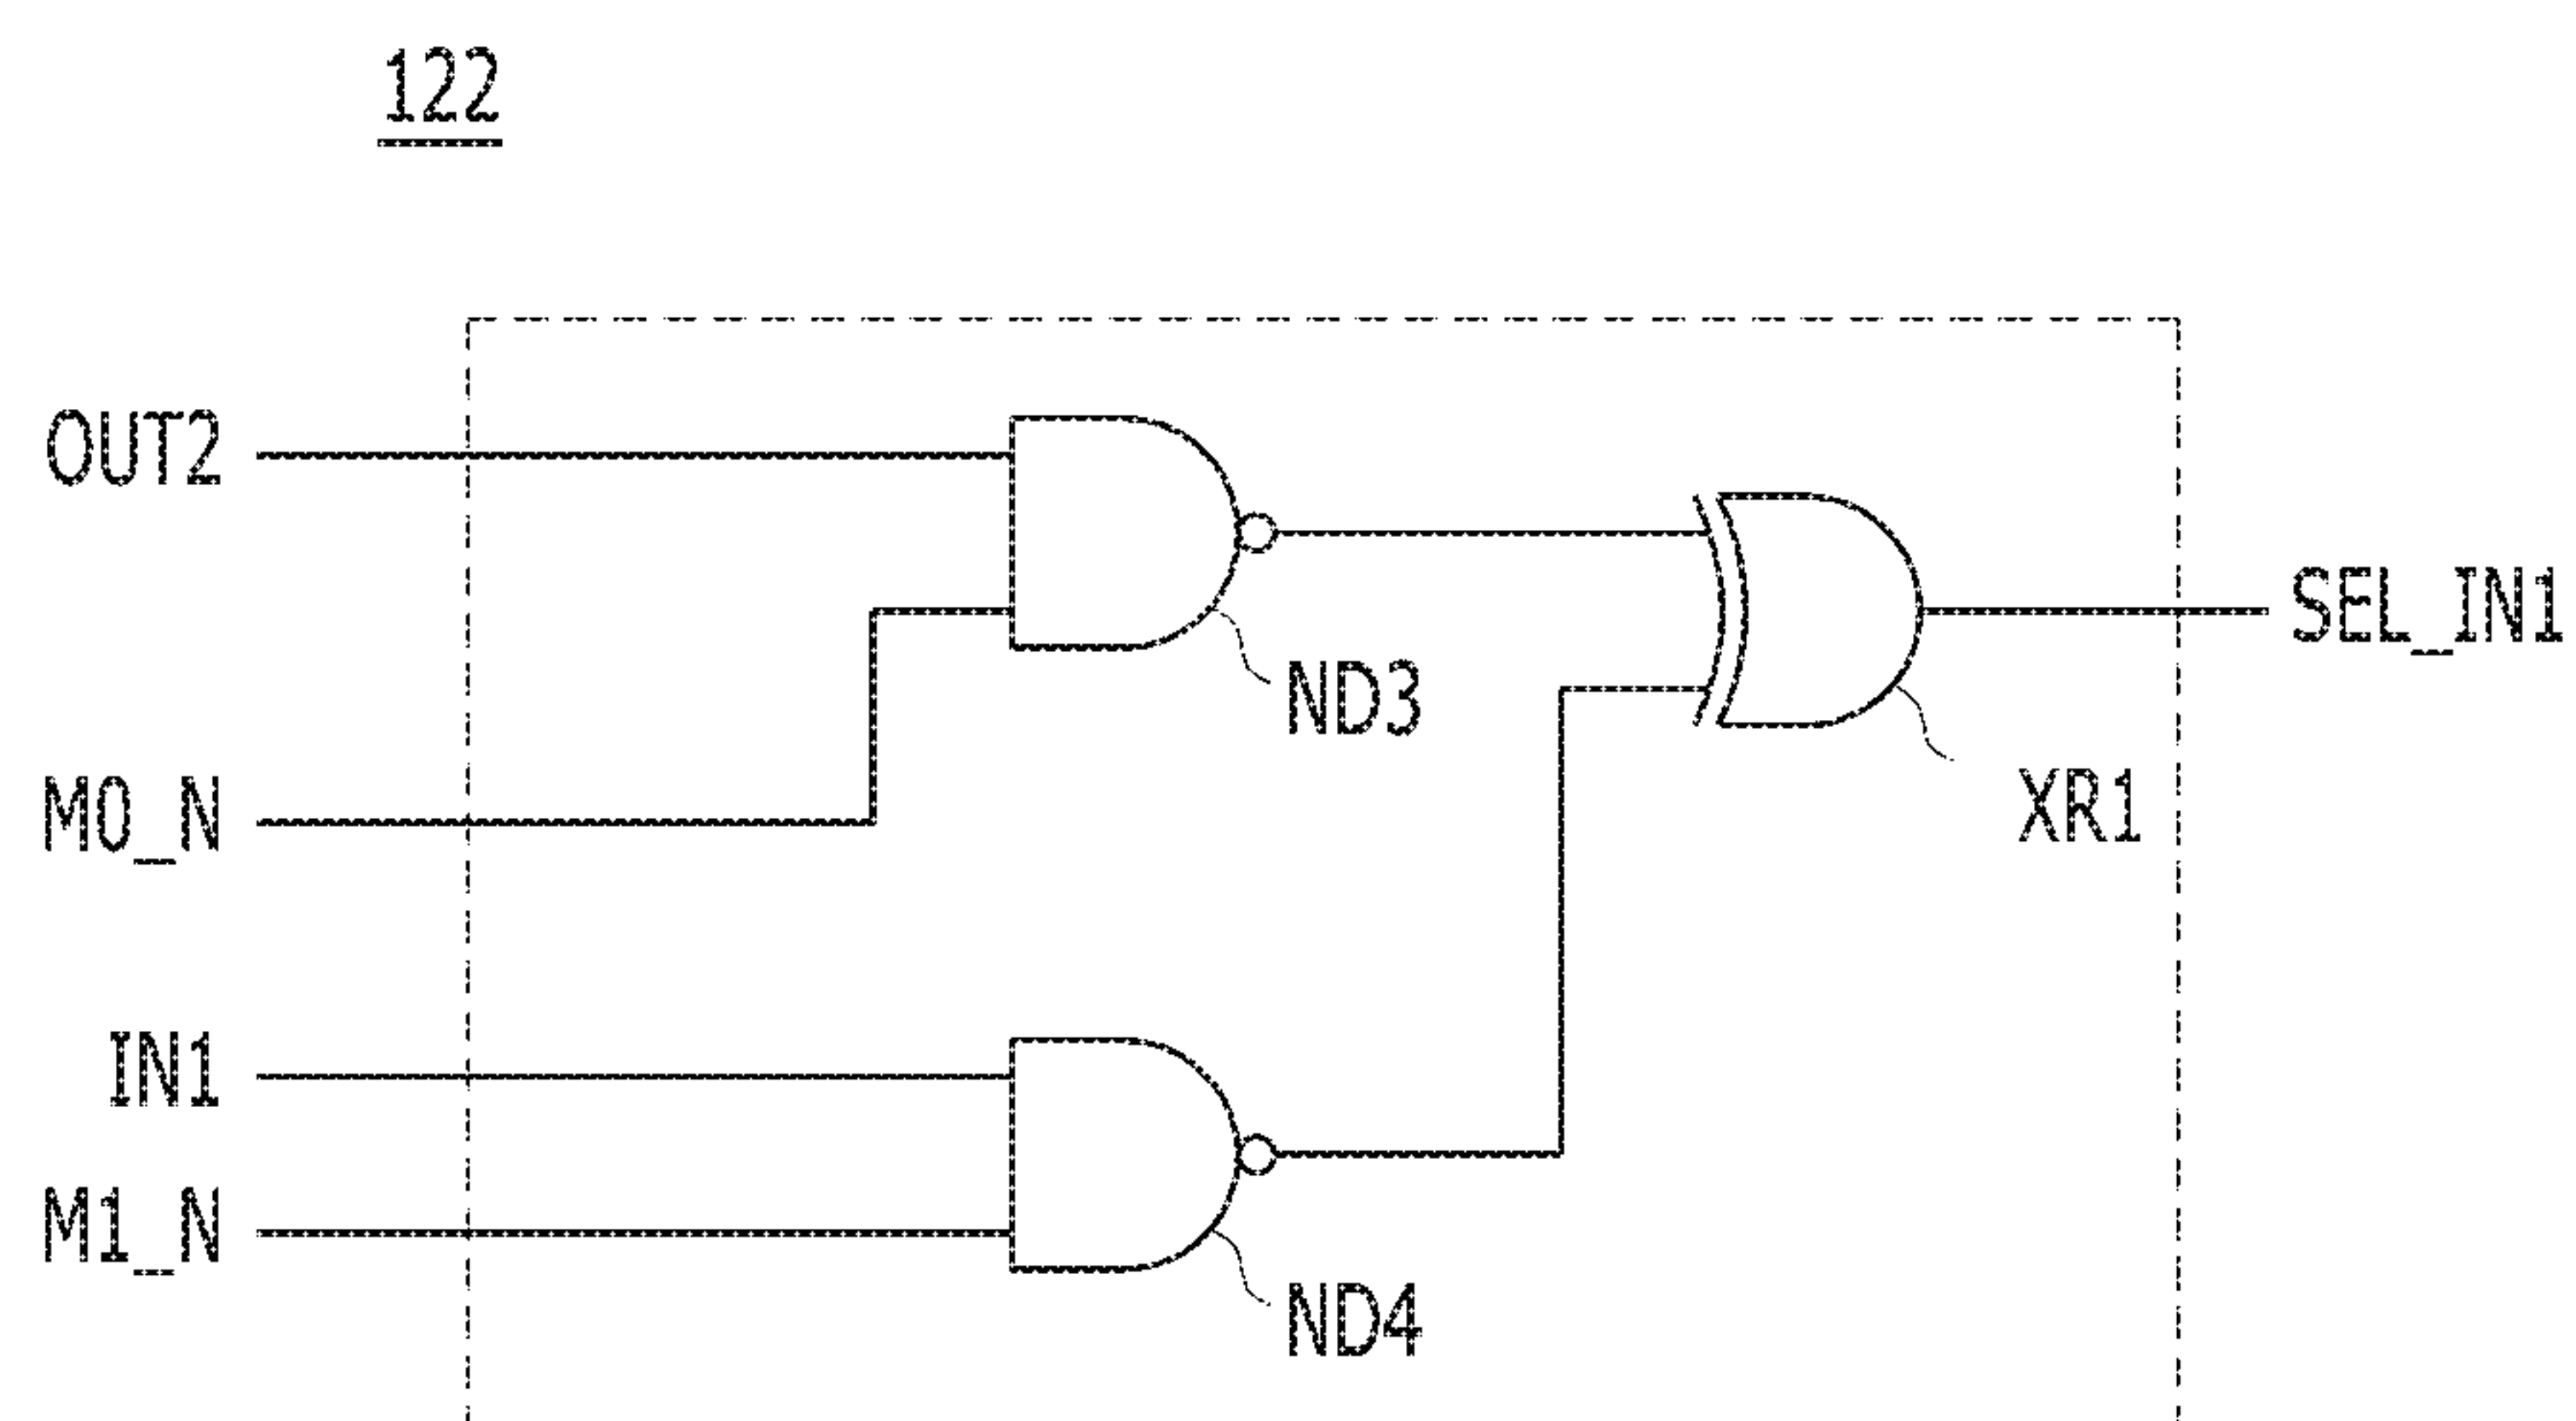 122
OUT2
M0_N
IN1
M1_N
ND3
ND4
XR1
SEL_IN1